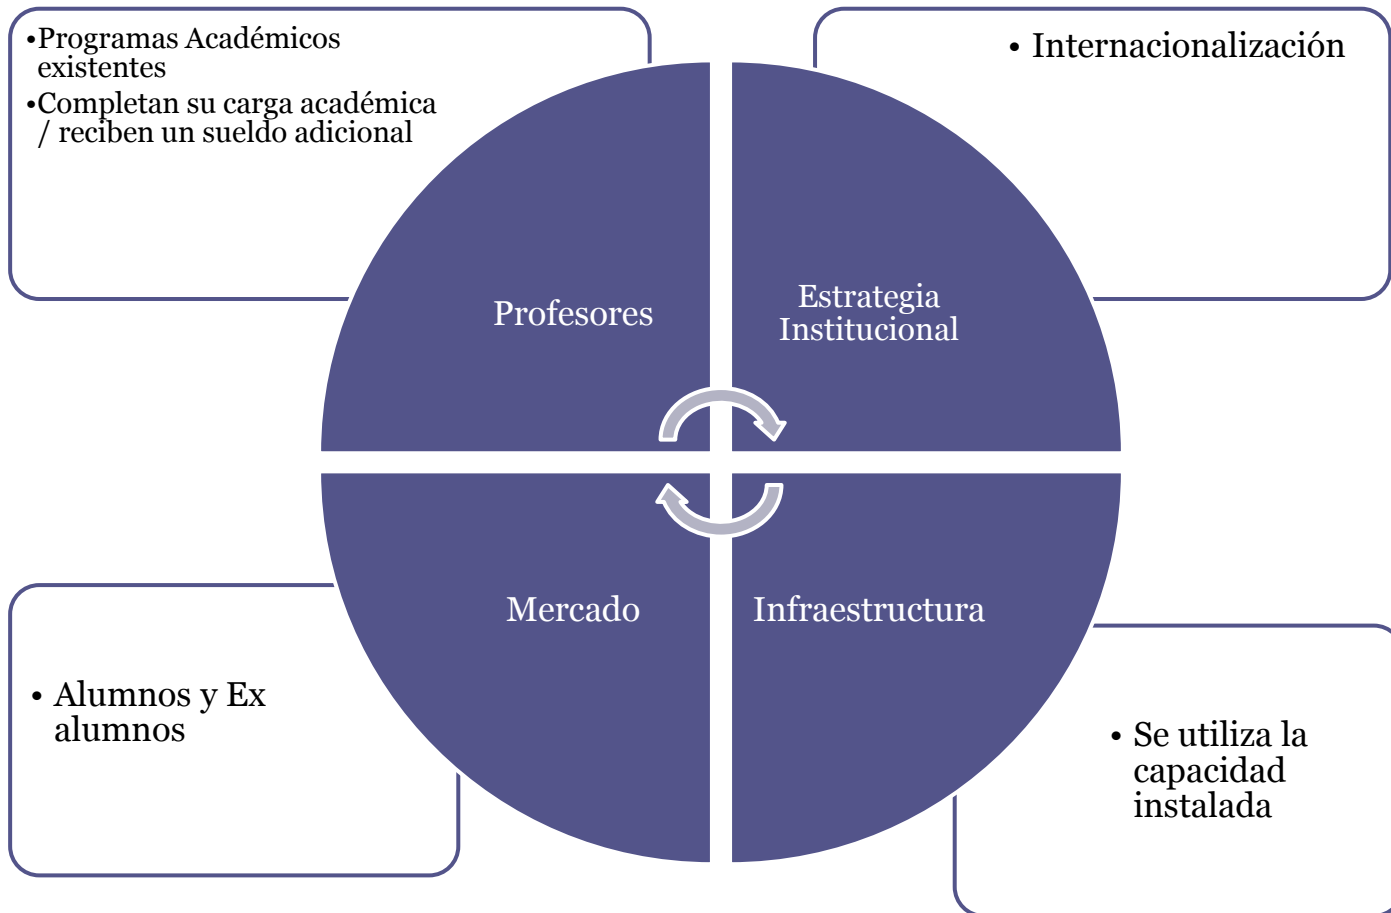 •Programas Académicos
existentes
•Completan su carga académica
/ reciben un sueldo adicional
• Internacionalización
Profesores
Estrategia
Institucional
Mercado
Infraestructura
• Alumnos y Ex
alumnos
• Se utiliza la
capacidad
instalada